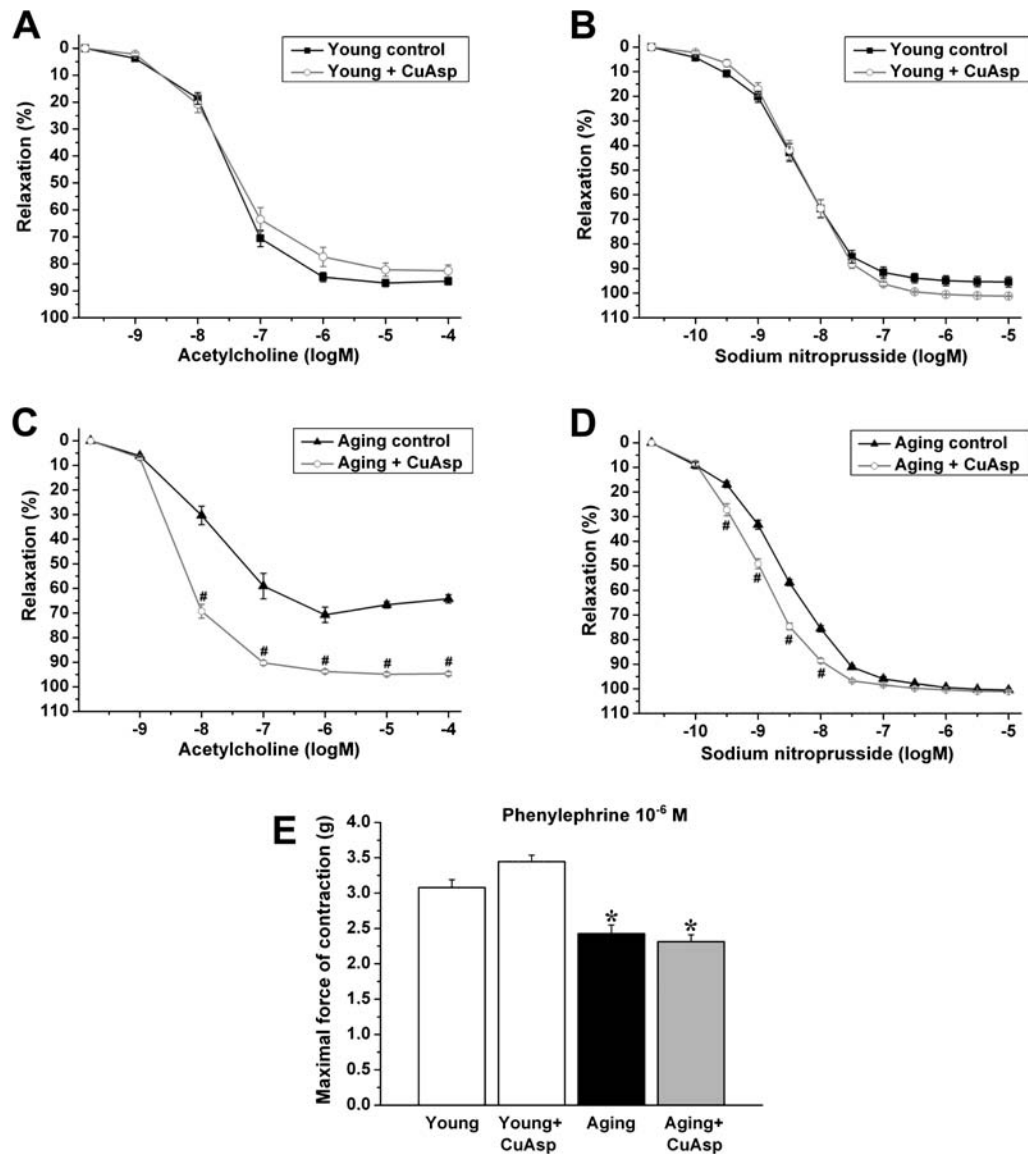 A
Young control
Young + CuAsp
Relaxation (%)
0
10
20
30
40
50
60
70
80
90
100
-9 -8 -7 -6 -5 -4
Acetylcholine (logM)
B
Young control
Young + CuAsp
Relaxation (%)
0
10
20
30
40
50
60
70
80
90
100
110
-10 -9 -8 -7 -6 -5
Sodium nitroprusside (logM)
C
Aging control
Aging + CuAsp
Relaxation (%)
0
10
20
30
40
50
60
70
80
90
100
110
# # # # #
-9 -8 -7 -6 -5 -4
Acetylcholine (logM)
D
Aging control
Aging + CuAsp
Relaxation (%)
0
10
20
30
40
50
60
70
80
90
100
110
#
#
#
#
-10 -9 -8 -7 -6 -5
Sodium nitroprusside (logM)
E
Phenylephrine 10⁻⁶ M
Maximal force of contraction (g)
4.0
3.5
3.0
2.5
2.0
1.5
1.0
0.5
0.0
* *
Young Young+ Aging Aging+
CuAsp CuAsp